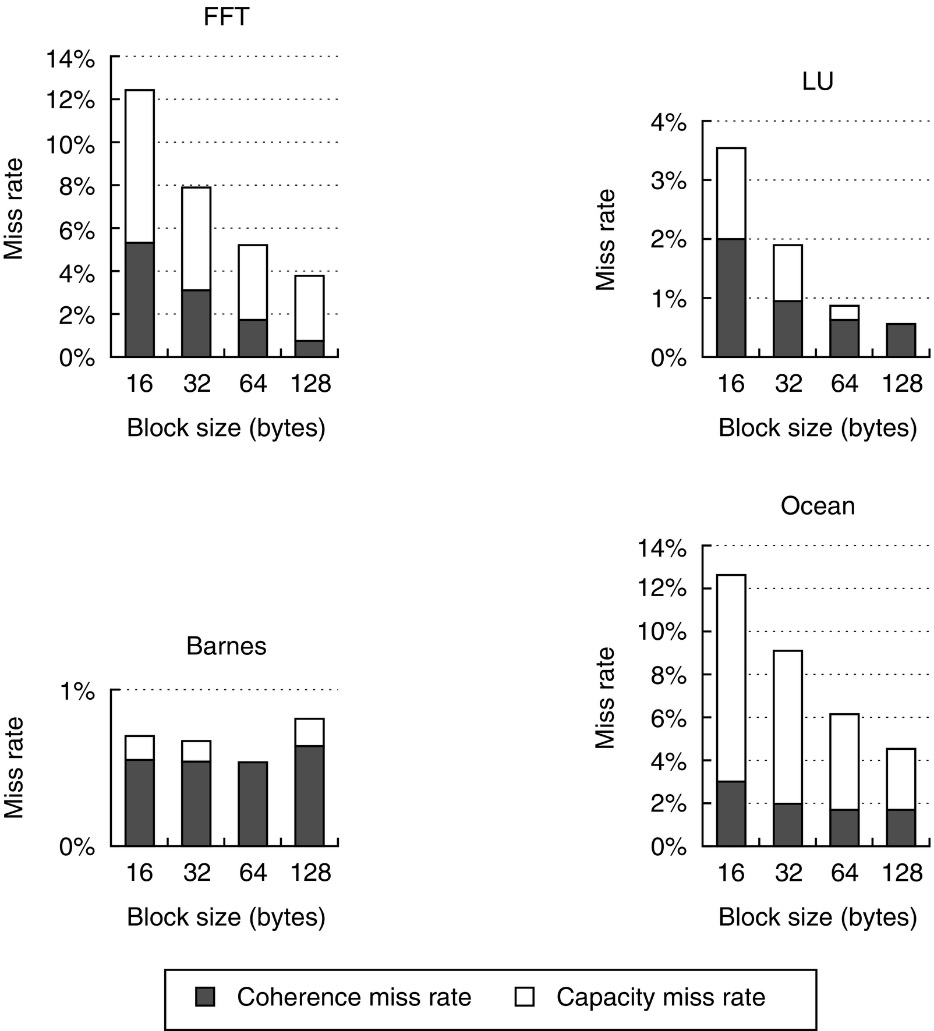 FFT
14%
12%
10%
8%
6%
4%
2%
0%
Miss rate
16 32 64 128
Block size (bytes)
LU
4%
3%
2%
1%
0%
Miss rate
16 32 64 128
Block size (bytes)
Barnes
1%
0%
Miss rate
16 32 64 128
Block size (bytes)
Ocean
14%
12%
10%
8%
6%
4%
2%
0%
Miss rate
16 32 64 128
Block size (bytes)
Coherence miss rate Capacity miss rate